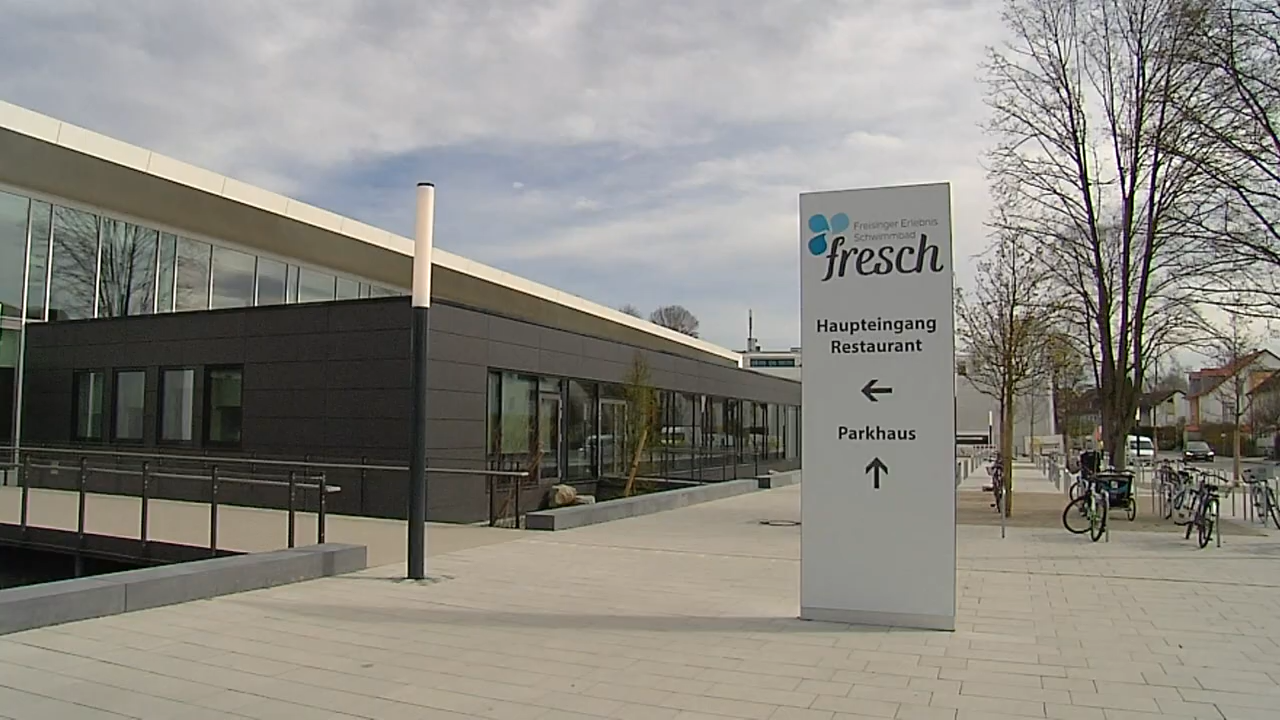 Freisinger Erlebnis
Schwimmbad
fresch
Haupteingang
Restaurant
←
Parkhaus
↑